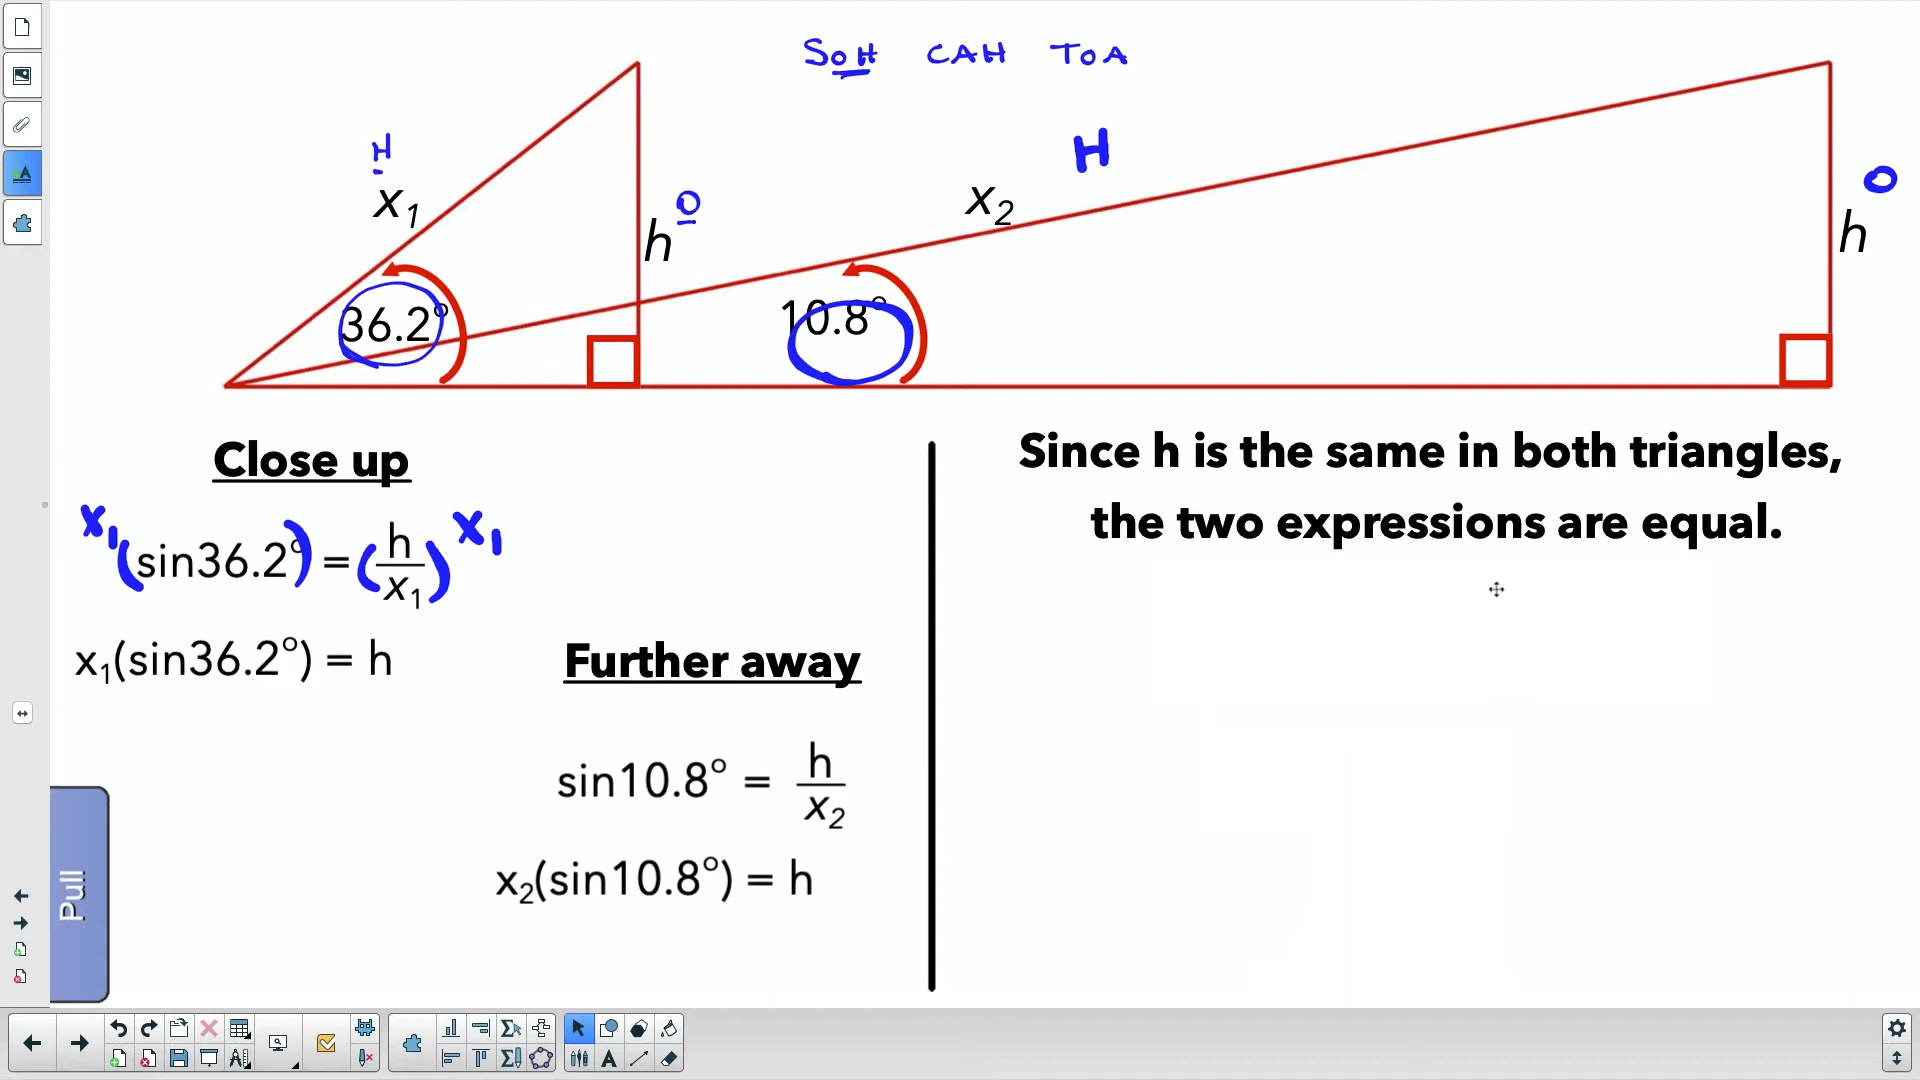 SOH CAH TOA
H
x₁
h
O
36.2°
x₂
H
10.8°
h
O
Close up
x₁(sin36.2°) = (h/x₁)x₁
x₁(sin36.2°) = h
Further away
sin10.8° = h/x₂
x₂(sin10.8°) = h
Since h is the same in both triangles,
the two expressions are equal.
Pull